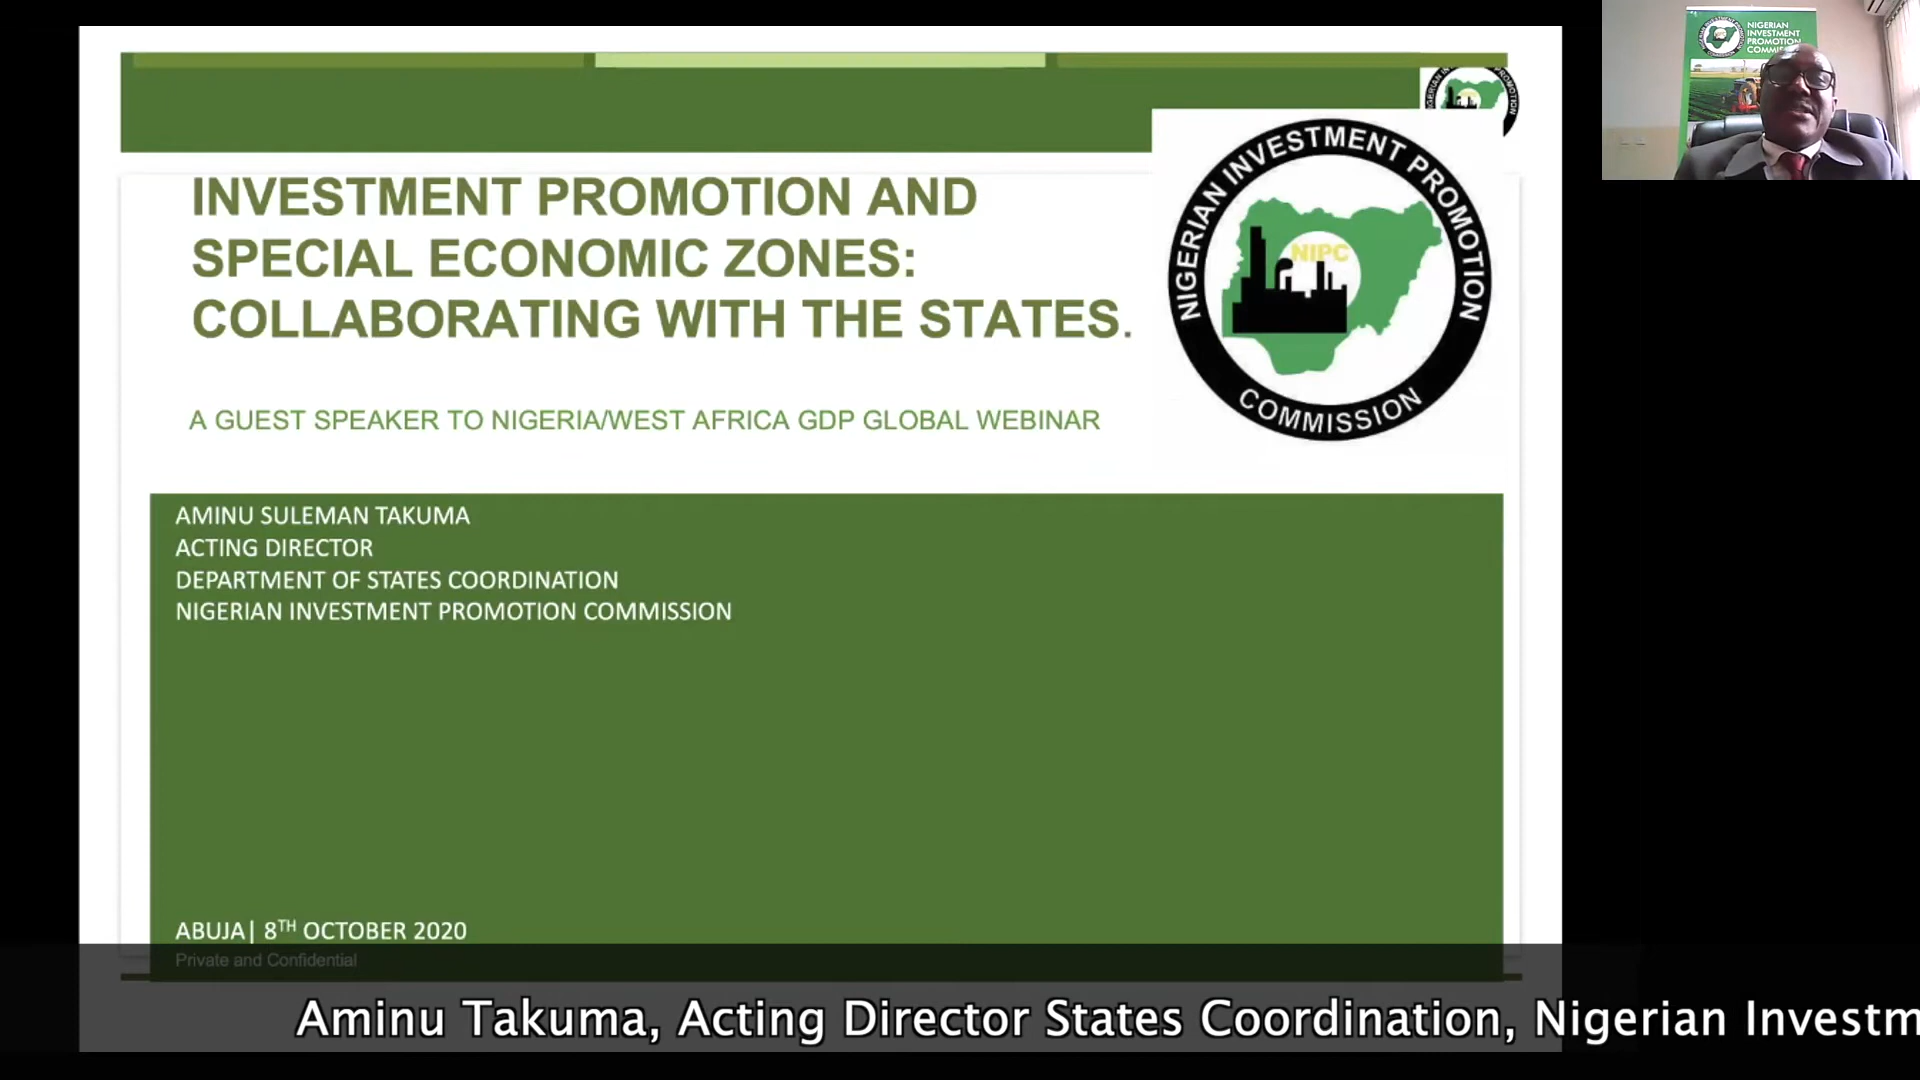 INVESTMENT PROMOTION AND
SPECIAL ECONOMIC ZONES:
COLLABORATING WITH THE STATES.
A GUEST SPEAKER TO NIGERIA/WEST AFRICA GDP GLOBAL WEBINAR
NIGERIAN INVESTMENT PROMOTION
NIPC
COMMISSION
NIGERIAN
INVESTMENT
PROMOTION
COMMIS
AMINU SULEMAN TAKUMA
ACTING DIRECTOR
DEPARTMENT OF STATES COORDINATION
NIGERIAN INVESTMENT PROMOTION COMMISSION
ABUJA| 8TH OCTOBER 2020
Private and Confidential
Aminu Takuma, Acting Director States Coordination, Nigerian Investm